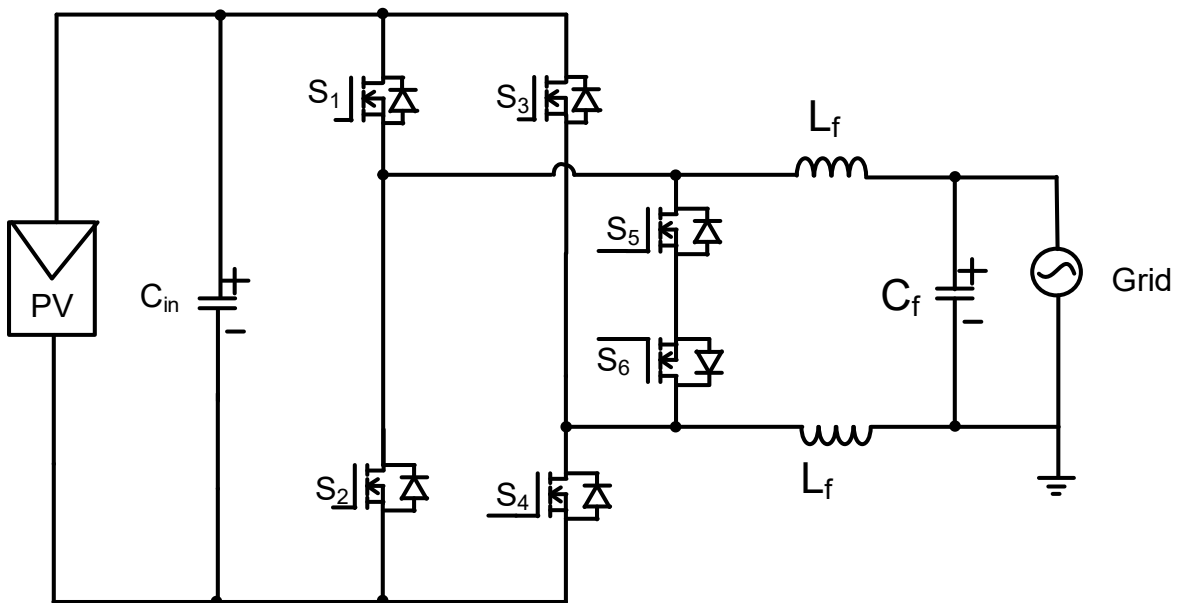 S1
S3
Lf
S5
PV
Cin
+
−
Cf
+
−
Grid
S6
S2
S4
Lf